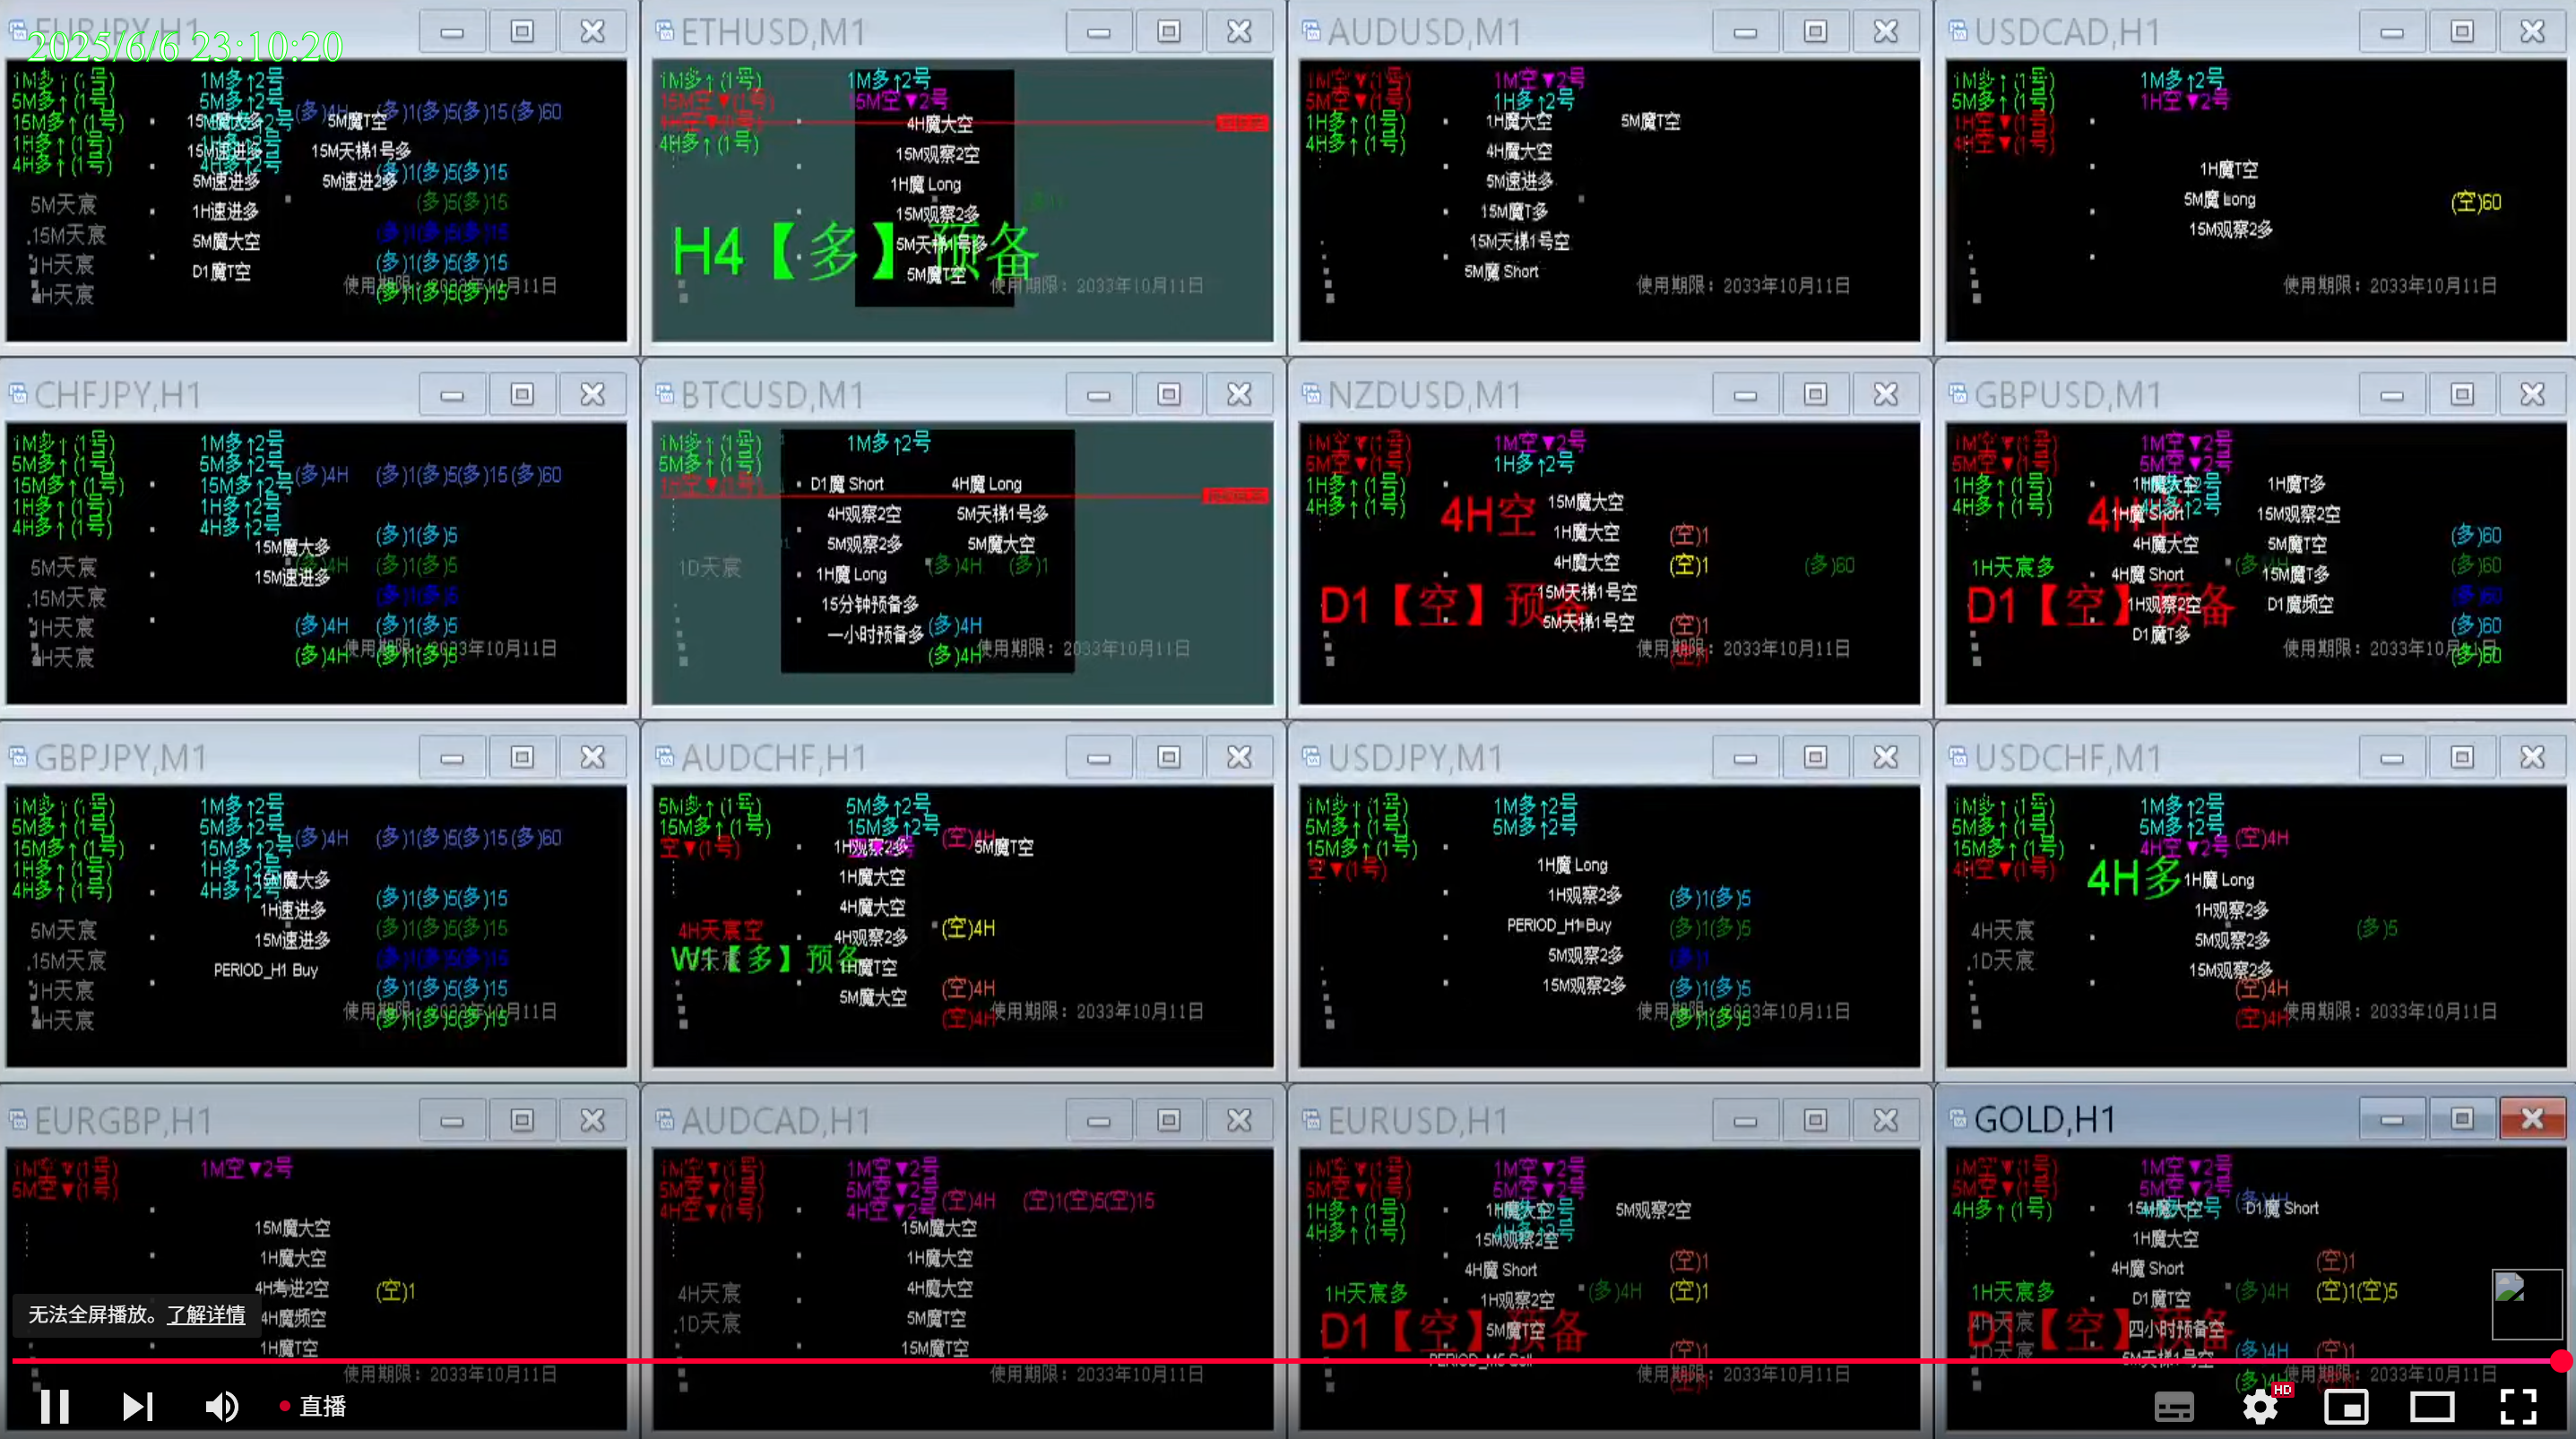 EURJPY,H1
2025/6/6 23:10:20
1M多↑(1号) 1M多↑2号
5M多↑(1号) 5M多↑2号 (多)4H (多)1(多)5(多)15(多)60
15M多↑(1号) 15M魔大多 5M魔T空
1H多↑(1号) 15M速进多 15M天梯1号多
4H多↑(1号) 4H多↑2号 (多)1(多)5(多)15
5M速进多 5M速进2多
5M天宸 1H速进多 (多)5(多)15
.15M天宸 5M魔大空 (多)1(多)5(多)15
1H天宸 D1魔T空 (多)1(多)5(多)15
4H天宸 (多)1(多)5(多)15
使用期限：2033年10月11日
ETHUSD,M1
1M多↑(1号) 1M多↑2号
15M空▼(1号) 15M空▼2号
4H空▼(1号) 4H魔大空
4H多↑(1号) 15M观察2空
1H魔 Long
15M观察2多
5M天梯1号多
H4【多】预备
5M魔T空
使用期限：2033年10月11日
AUDUSD,M1
1M空▼(1号) 1M空▼2号
5M空▼(1号) 1H多↑2号
1H多↑(1号) 1H魔大空 5M魔T空
4H多↑(1号) 4H魔大空
5M速进多
15M魔T多
15M天梯1号空
5M魔 Short
使用期限：2033年10月11日
USDCAD,H1
1M多↑(1号) 1M多↑2号
5M多↑(1号) 1H空▼2号
1H空▼(1号)
4H空▼(1号)
1H魔T空
5M魔 Long (空)60
15M观察2多
使用期限：2033年10月11日
CHFJPY,H1
1M多↑(1号) 1M多↑2号
5M多↑(1号) 5M多↑2号 (多)4H (多)1(多)5(多)15(多)60
15M多↑(1号) 15M多↑2号
1H多↑(1号) 1H多↑2号
4H多↑(1号) 4H多↑2号 (多)1(多)5
15M魔大多
5M天宸 (多)4H (多)1(多)5
15M速进多
.15M天宸 (多)1(多)5
1H天宸 (多)4H (多)1(多)5
4H天宸 (多)4H (多)1(多)5
使用期限：2033年10月11日
BTCUSD,M1
1M多↑(1号) 1M多↑2号
5M多↑(1号)
1H空▼(1号) D1魔 Short 4H魔 Long
4H观察2空 5M天梯1号多
5M观察2多 5M魔大空
1D天宸 1H魔 Long (多)4H (多)1
15分钟预备多
一小时预备多 (多)4H
(多)4H
使用期限：2033年10月11日
NZDUSD,M1
1M空▼(1号) 1M空▼2号
5M空▼(1号) 1H多↑2号
1H多↑(1号)
4H多↑(1号) 4H空 15M魔大空
1H魔大空 (空)1
4H魔大空 (空)1 (多)60
15M天梯1号空
D1【空】预备
5M天梯1号空 (空)1
(空)1
使用期限：2033年10月11日
GBPUSD,M1
1M空▼(1号) 1M空▼2号
5M空▼(1号) 5M空▼2号
1H多↑(1号) 1H魔大空 1H魔T多
4H多↑(1号) 4H空 1H魔 Short 4H多↑2号 15M观察2空
4H魔大空 5M魔T空 (多)60
1H天宸多 4H魔 Short (多)4H 15M魔T多 (多)60
D1【空】预备 1H观察2空 D1魔频空 (多)60
D1魔T多 (多)60
(多)60
使用期限：2033年10月11日
GBPJPY,M1
1M多↑(1号) 1M多↑2号
5M多↑(1号) 5M多↑2号 (多)4H (多)1(多)5(多)15(多)60
15M多↑(1号) 15M多↑2号
1H多↑(1号) 1H多↑2号
4H多↑(1号) 4H多↑2号 15M魔大多
1H速进多 (多)1(多)5(多)15
5M天宸 15M速进多 (多)1(多)5(多)15
.15M天宸 PERIOD_H1 Buy (多)1(多)5(多)15
1H天宸 (多)1(多)5(多)15
4H天宸 (多)1(多)5(多)15
使用期限：2033年10月11日
AUDCHF,H1
5M多↑(1号) 5M多↑2号
15M多↑(1号) 15M多↑2号 (空)4H
空▼(1号) 1H观察2多 5M魔T空
1H魔大空
4H魔大空
4H天宸空 4H观察2多 (空)4H
W1【多】预备 1H魔T空
5M魔大空 (空)4H
(空)4H
使用期限：2033年10月11日
USDJPY,M1
1M多↑(1号) 1M多↑2号
5M多↑(1号) 5M多↑2号
15M多↑(1号)
空▼(1号) 1H魔 Long
1H观察2多 (多)1(多)5
PERIOD_H1 Buy (多)1(多)5
5M观察2多 (多)1
15M观察2多 (多)1(多)5
(多)1(多)5
使用期限：2033年10月11日
USDCHF,M1
1M多↑(1号) 1M多↑2号
5M多↑(1号) 5M多↑2号 (空)4H
15M多↑(1号) 4H空▼2号
4H空▼(1号) 4H多 1H魔 Long
1H观察2多
4H天宸 5M观察2多 (多)5
.1D天宸 15M观察2多
(空)4H
(空)4H
使用期限：2033年10月11日
EURGBP,H1
1M空▼(1号) 1M空▼2号
5M空▼(1号)
15M魔大空
1H魔大空
4H考进2空 (空)1
4H魔频空
1H魔T空
使用期限：2033年10月11日
AUDCAD,H1
1M空▼(1号) 1M空▼2号
5M空▼(1号) 5M空▼2号 (空)4H (空)1(空)5(空)15
4H空▼(1号) 4H空▼2号
15M魔大空
1H魔大空
4H天宸 4H魔大空
.1D天宸 5M魔T空
15M魔T空
使用期限：2033年10月11日
EURUSD,H1
1M空▼(1号) 1M空▼2号
5M空▼(1号) 5M空▼2号
1H多↑(1号) 1H魔大空 5M观察2空
4H多↑(1号) 15M观察2空
4H魔 Short (空)1
1H天宸多 1H观察2空 (多)4H (空)1
D1【空】预备 5M魔T空
PERIOD_M5 Sell (空)1
使用期限：2033年10月11日
GOLD,H1
1M空▼(1号) 1M空▼2号
5M空▼(1号) 5M空▼2号 (多)4H
4H多↑(1号) 15M魔大空 D1魔 Short
1H魔大空
4H魔 Short (空)1
1H天宸多 D1魔T空 (多)4H (空)1(空)5
4H天宸 D1【空】预备 四小时预备空
1D天宸 5M天梯1号空 (多)4H (空)1
(多)4H
使用期限：2033年10月11日
无法全屏播放。了解详情
直播
HD